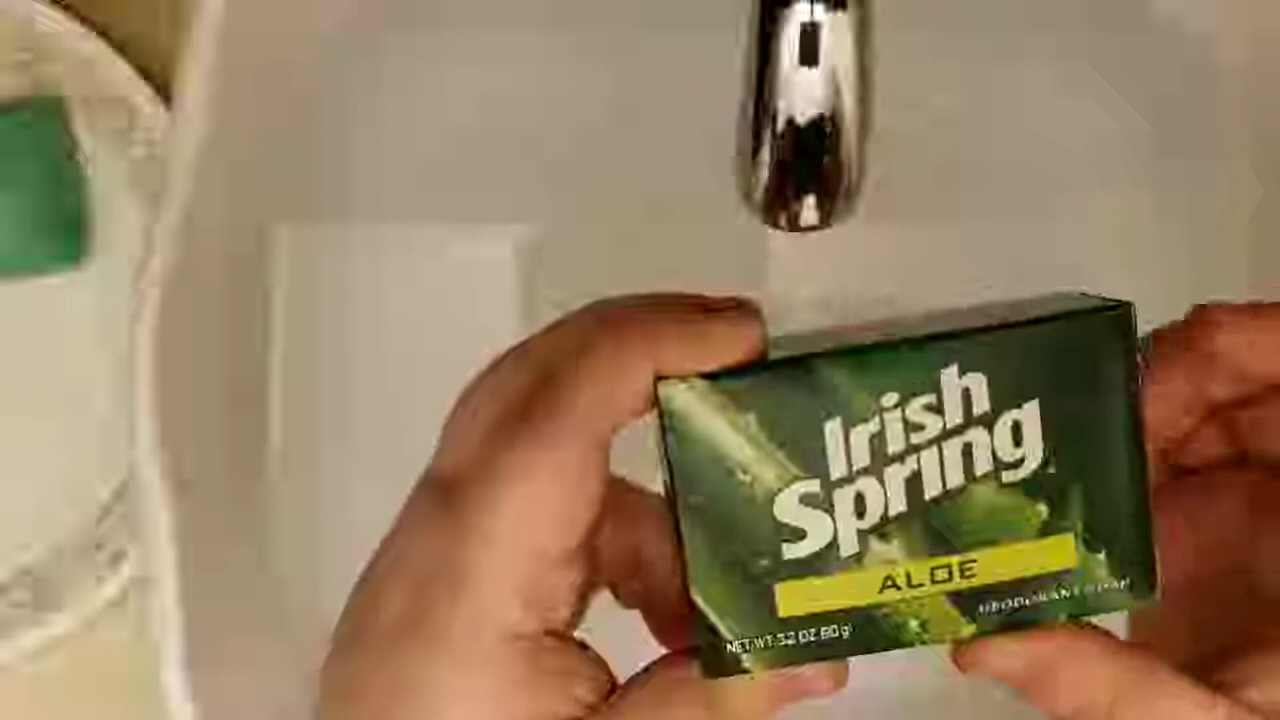 Irish
Spring
ALOE
DEODORANT SOAP
NET WT. 3.2 OZ. 90 g